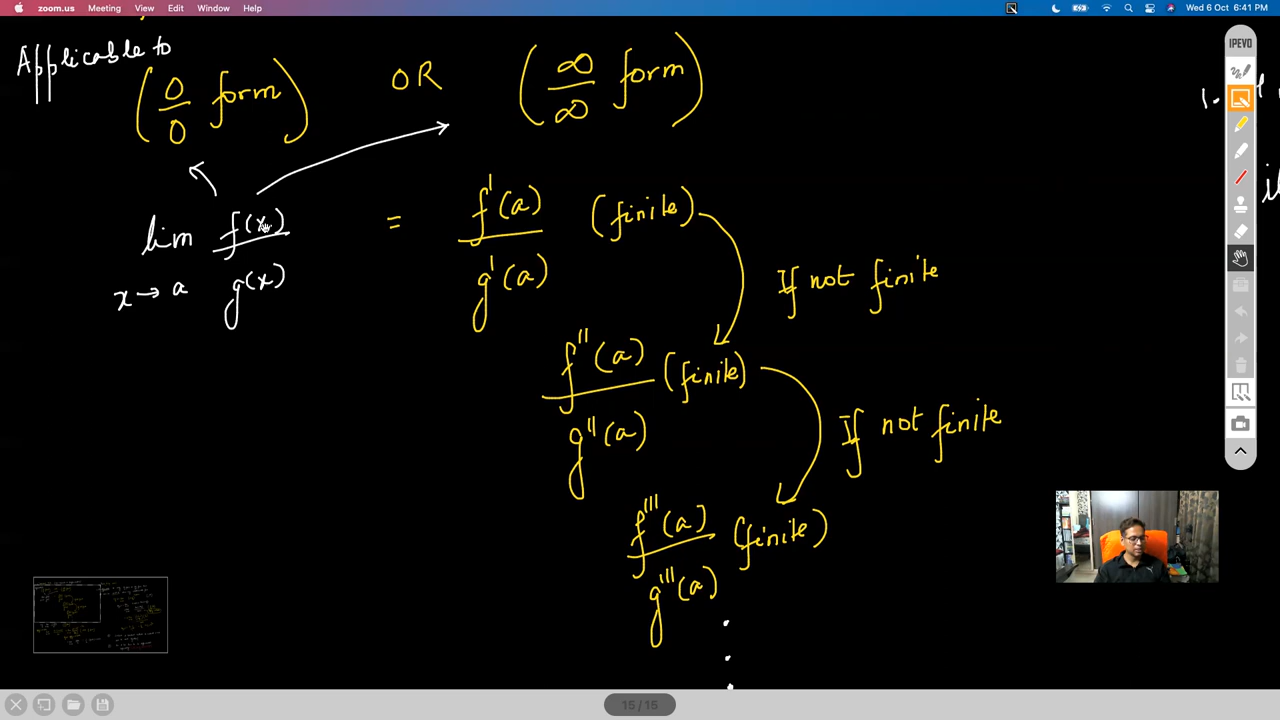 zoom.us Meeting View Edit Window Help Wed 6 Oct 6:41 PM
Applicable to
(0/0 form) OR (∞/∞ form)
IPEVO
lim x→a f(x)/g(x) = f'(a)/g'(a) (finite)
If not finite
f''(a)/g''(a) (finite)
If not finite
f'''(a)/g'''(a) (finite)
.
.
.
15/15